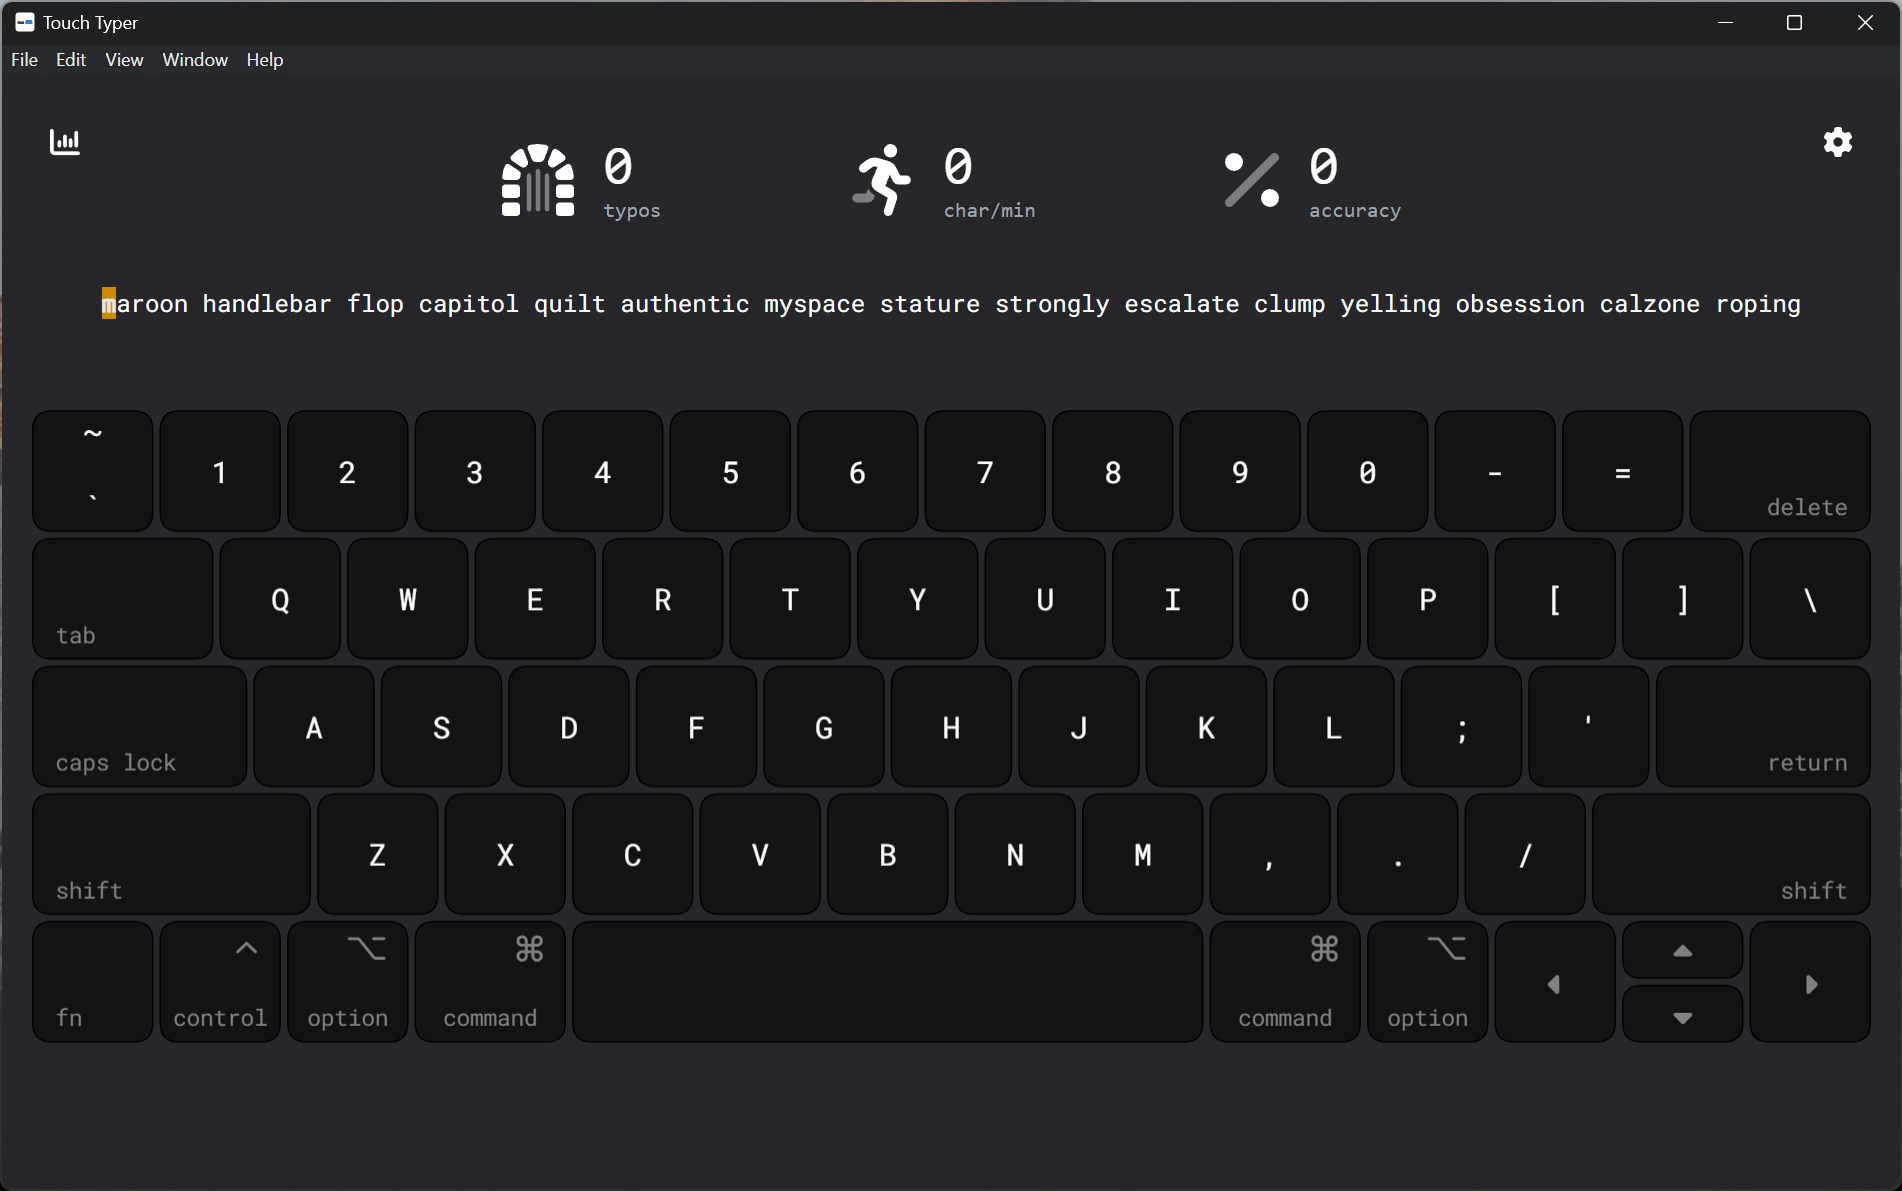 Touch Typer
File Edit View Window Help
0 0 0
typos char/min accuracy
maroon handlebar flop capitol quilt authentic myspace stature strongly escalate clump yelling obsession calzone roping
~
` 1 2 3 4 5 6 7 8 9 0 - = delete
tab Q W E R T Y U I O P [ ] \
caps lock A S D F G H J K L ; ' return
shift Z X C V B N M , . / shift
^ ⌥ ⌘ ⌘ ⌥
fn control option command command option